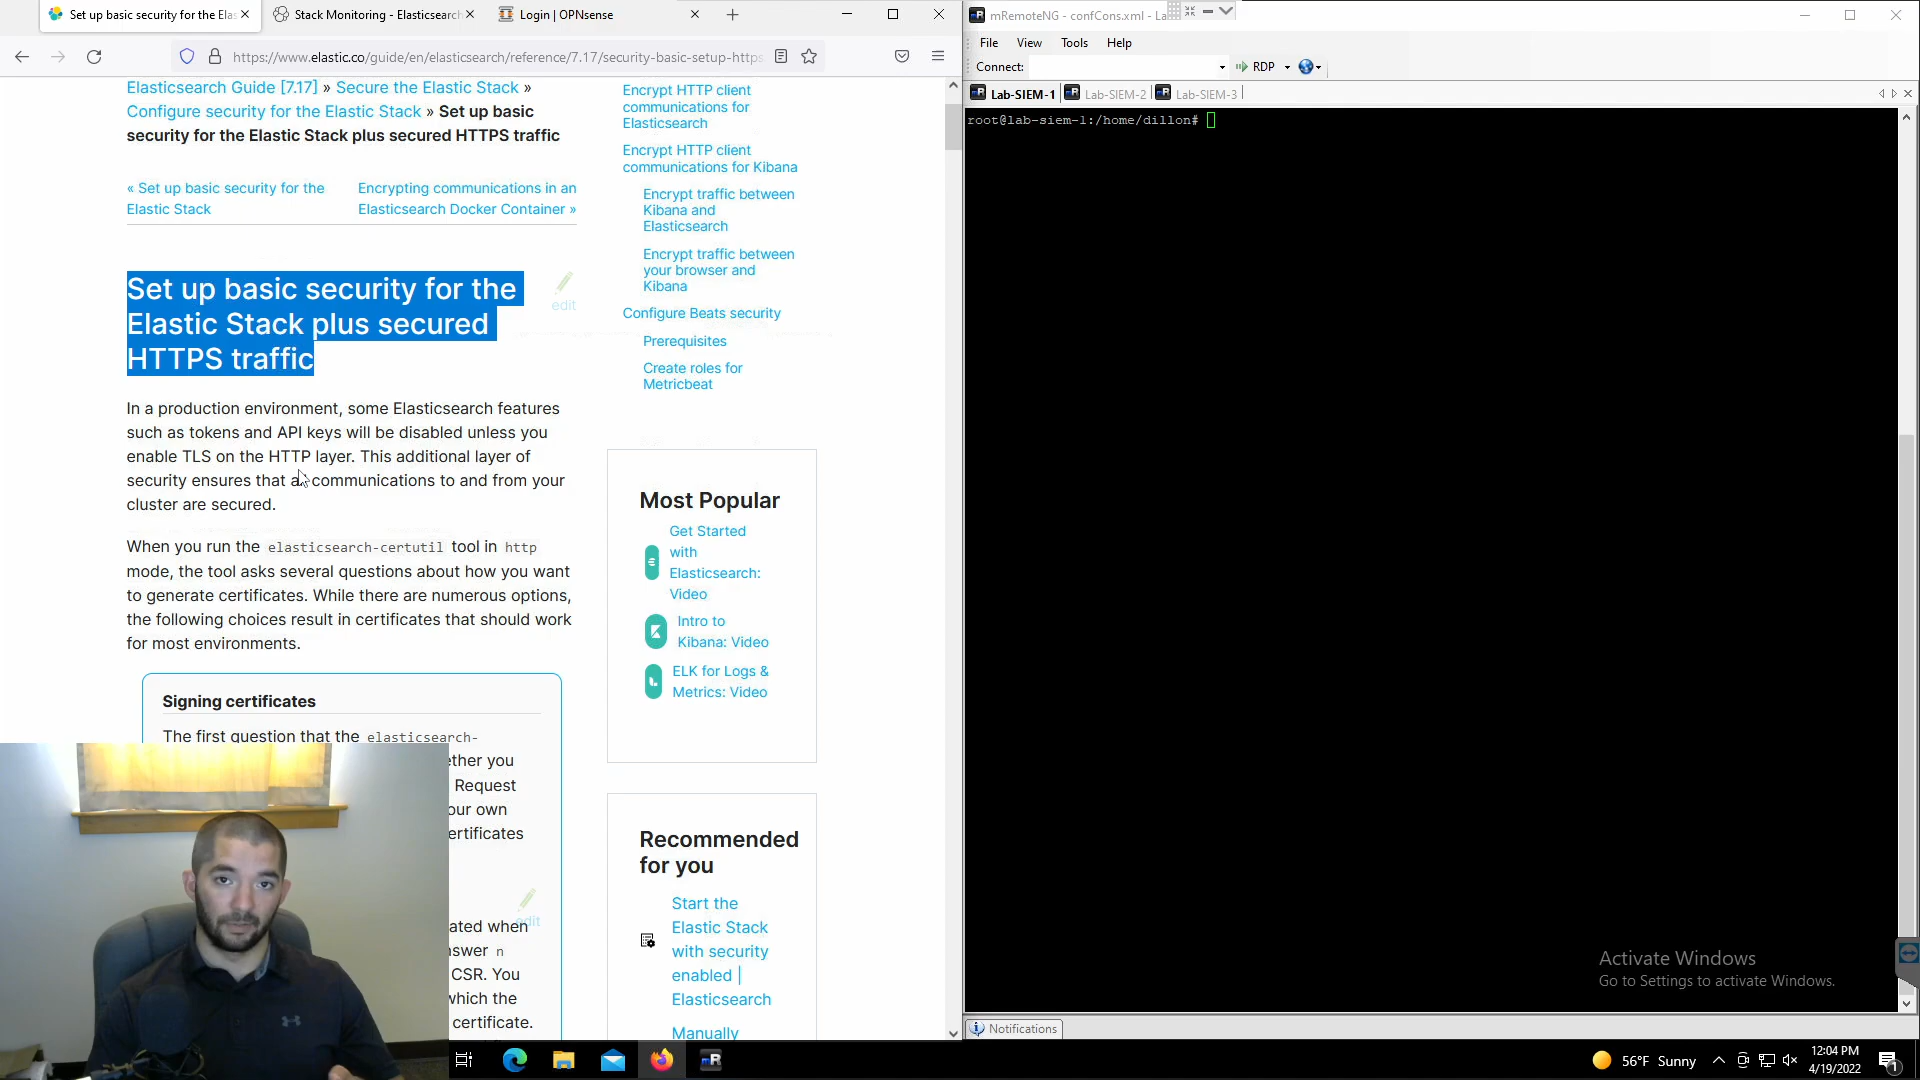 Set up basic security for the Elas
Stack Monitoring - Elasticsearch
Login | OPNsense
https://www.elastic.co/guide/en/elasticsearch/reference/7.17/security-basic-setup-https
Elasticsearch Guide [7.17] » Secure the Elastic Stack »
Configure security for the Elastic Stack » Set up basic
security for the Elastic Stack plus secured HTTPS traffic
« Set up basic security for the
Elastic Stack
Encrypting communications in an
Elasticsearch Docker Container »
Set up basic security for the
Elastic Stack plus secured
HTTPS traffic
edit
In a production environment, some Elasticsearch features
such as tokens and API keys will be disabled unless you
enable TLS on the HTTP layer. This additional layer of
security ensures that all communications to and from your
cluster are secured.
When you run the elasticsearch-certutil tool in http
mode, the tool asks several questions about how you want
to generate certificates. While there are numerous options,
the following choices result in certificates that should work
for most environments.
Signing certificates
The first question that the elasticsearch-
ether you
Request
our own
ertificates
edit
ated when
nswer n
CSR. You
which the
certificate.
Encrypt HTTP client
communications for
Elasticsearch
Encrypt HTTP client
communications for Kibana
Encrypt traffic between
Kibana and
Elasticsearch
Encrypt traffic between
your browser and
Kibana
Configure Beats security
Prerequisites
Create roles for
Metricbeat
Most Popular
Get Started
with
Elasticsearch:
Video
Intro to
Kibana: Video
ELK for Logs &
Metrics: Video
Recommended
for you
Start the
Elastic Stack
with security
enabled |
Elasticsearch
Manually
mRemoteNG - confCons.xml - La
File View Tools Help
Connect:
RDP
Lab-SIEM-1
Lab-SIEM-2
Lab-SIEM-3
root@lab-siem-1:/home/dillon#
Activate Windows
Go to Settings to activate Windows.
Notifications
56°F Sunny
12:04 PM
4/19/2022
1